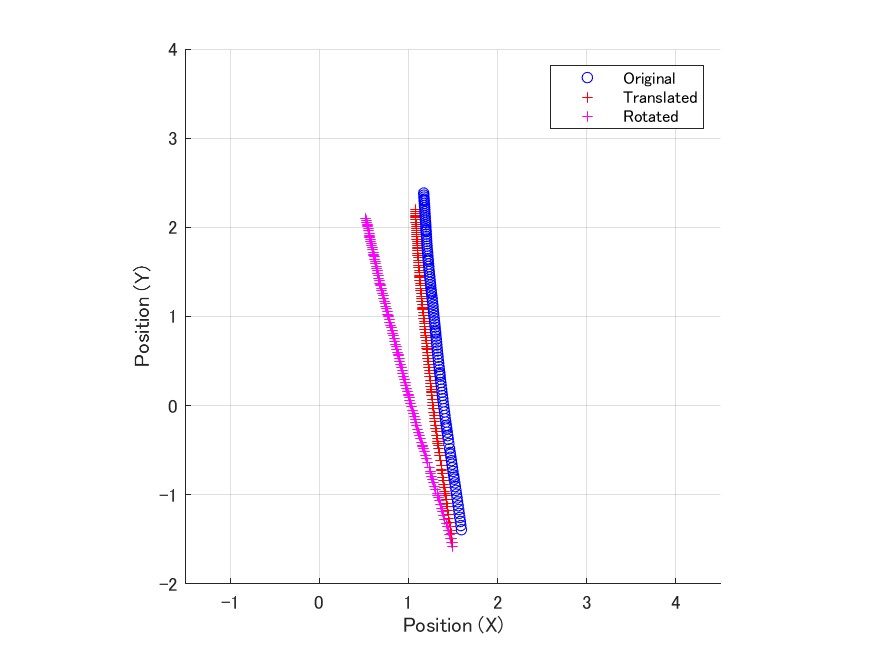 4
3
2
1
0
−1
−2
−1
0
1
2
3
4
Position (Y)
Position (X)
Original
Translated
Rotated